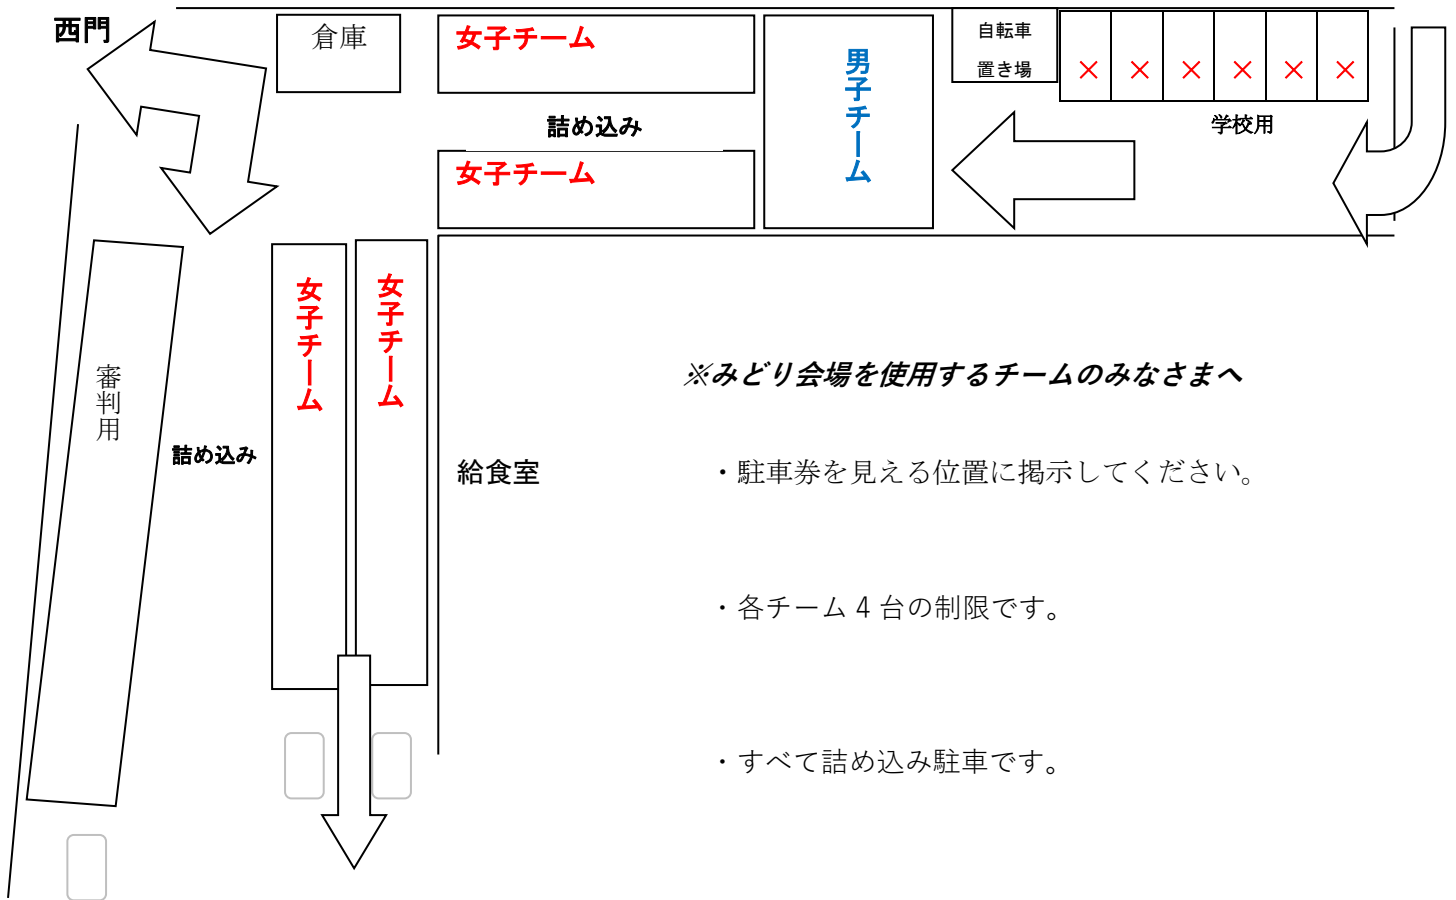 西門
倉庫
女子チーム
男子チーム
自転車
置き場
××××××
学校用
詰め込み
女子チーム
女子チーム
女子チーム
審判用
詰め込み
給食室
※みどり会場を使用するチームのみなさまへ
・駐車券を見える位置に掲示してください。
・各チーム４台の制限です。
・すべて詰め込み駐車です。